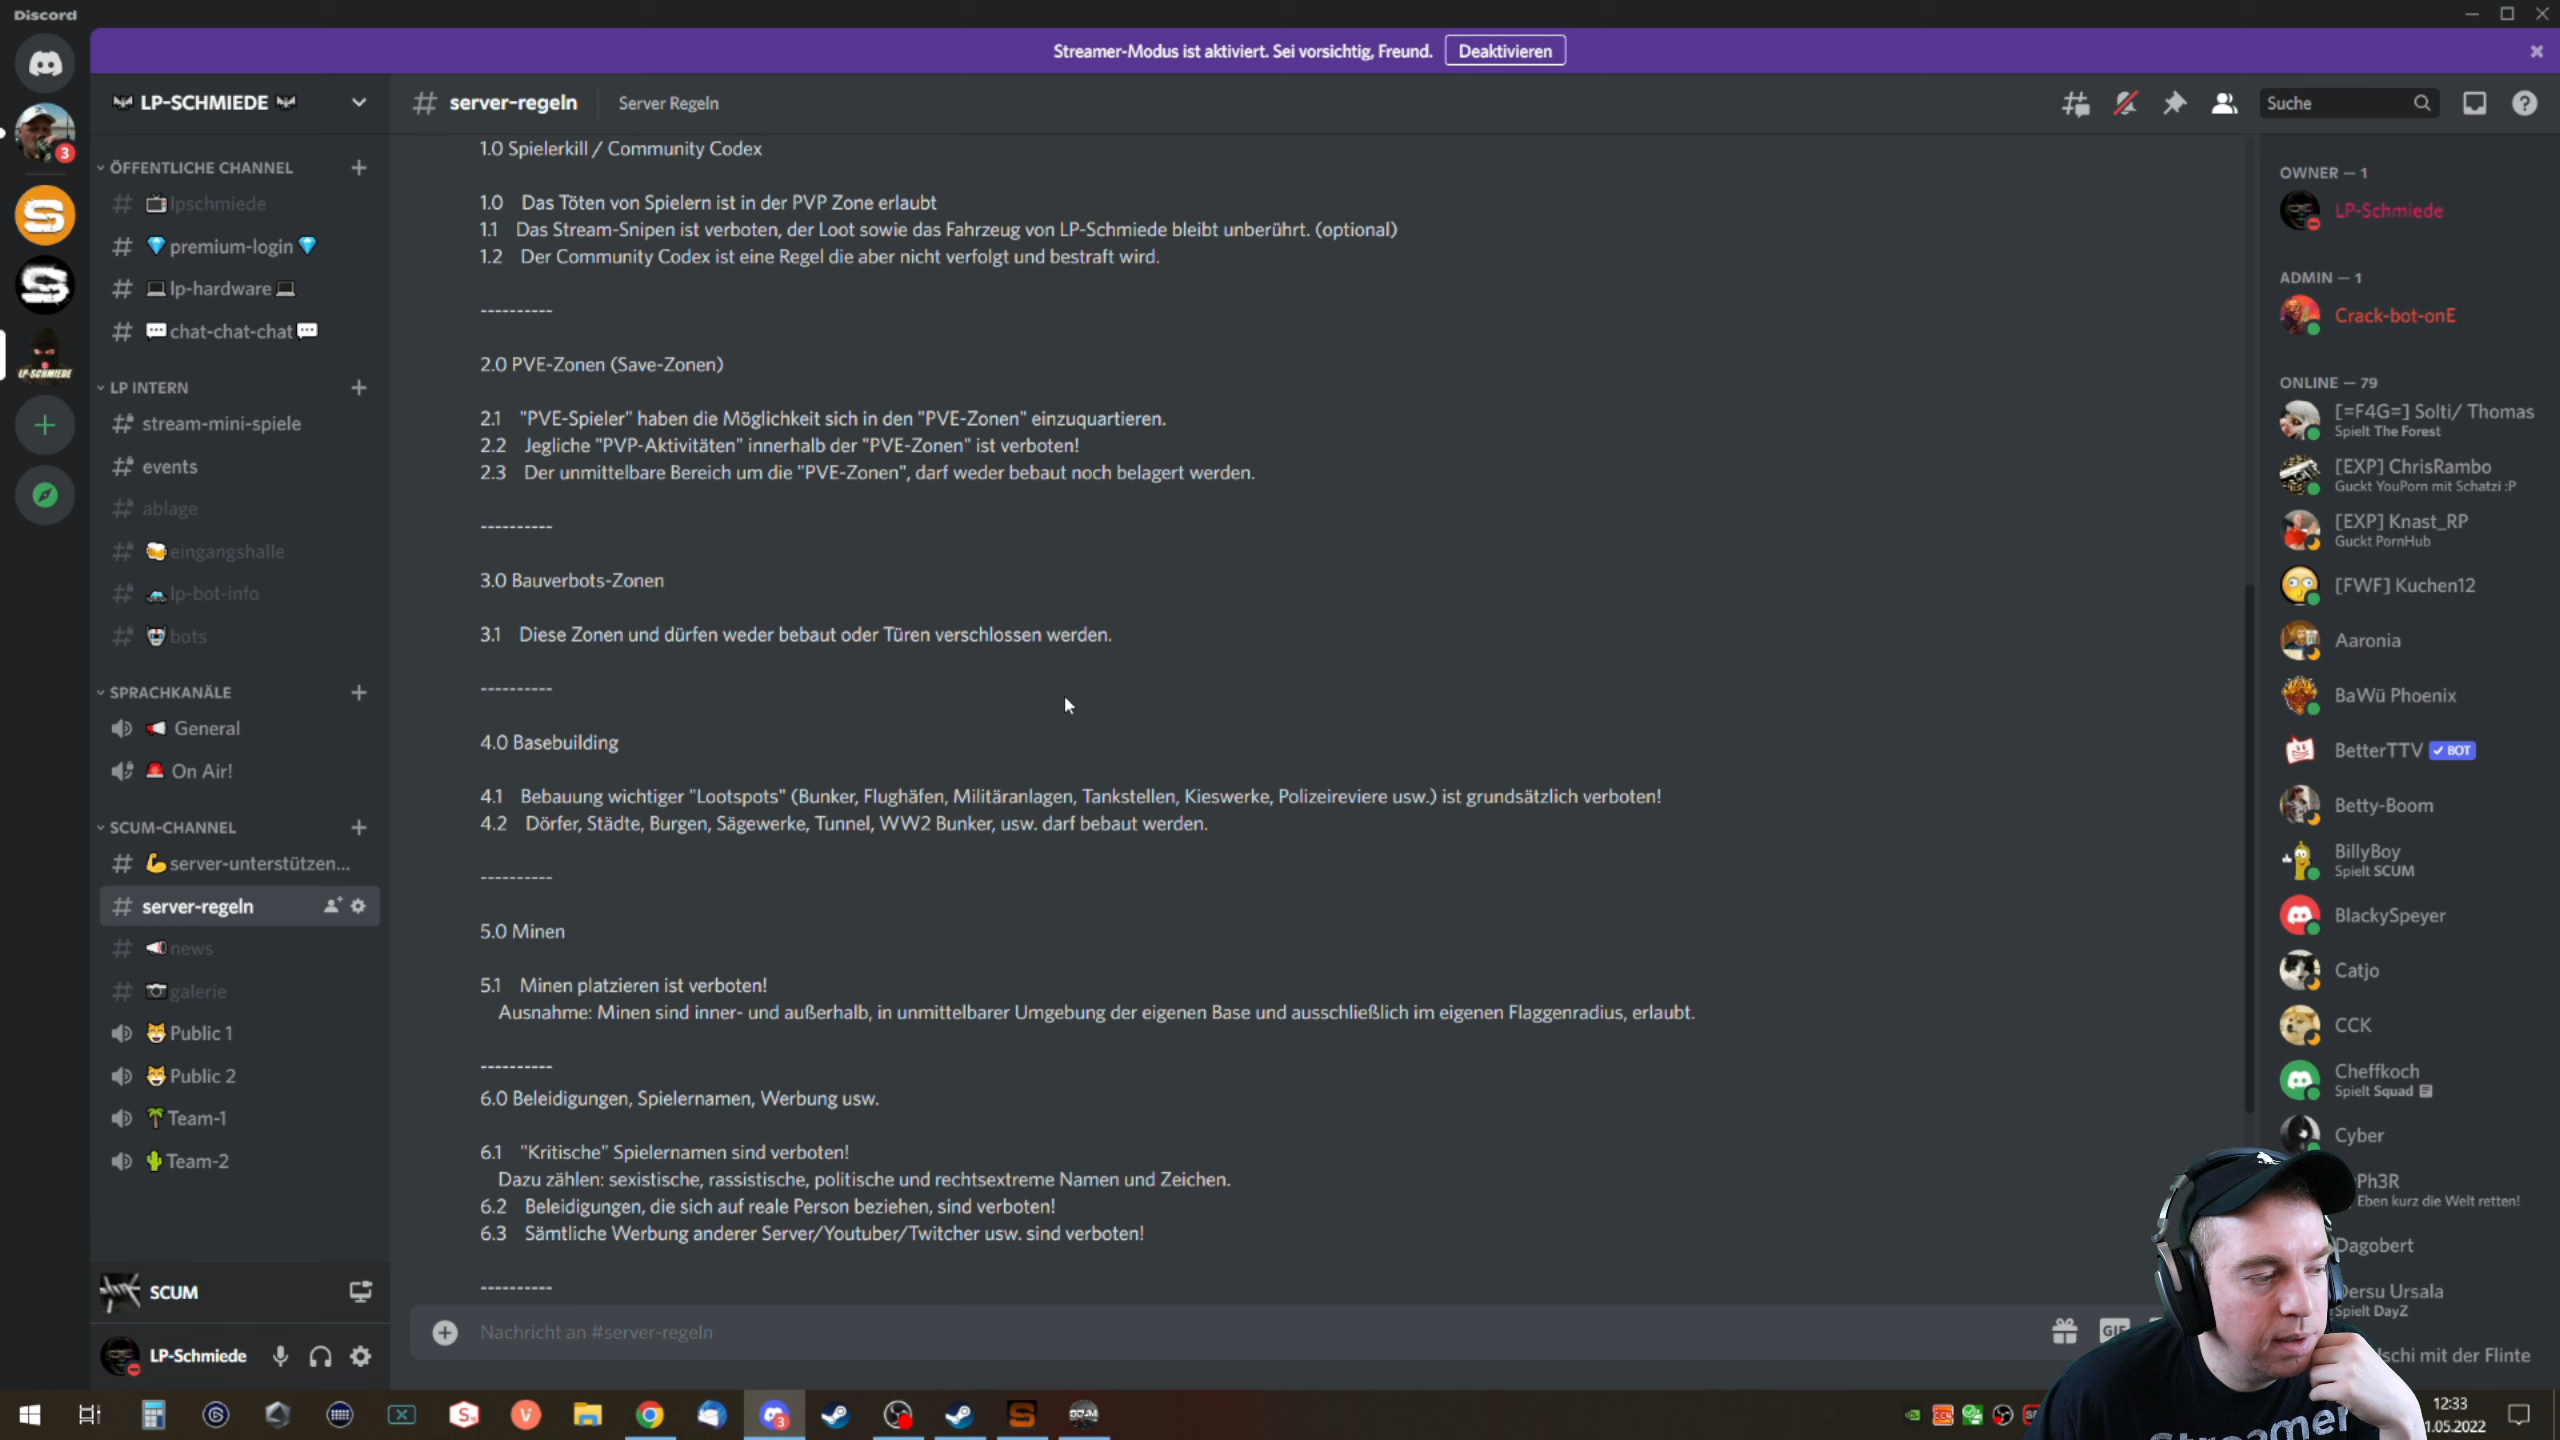 Discord
Streamer-Modus ist aktiviert. Sei vorsichtig, Freund. Deaktivieren
LP-SCHMIEDE
server-regeln Server Regeln
Suche
3
ÖFFENTLICHE CHANNEL
lpschmiede
premium-login
lp-hardware
chat-chat-chat
LP INTERN
stream-mini-spiele
events
ablage
eingangshalle
lp-bot-info
bots
SPRACHKANÄLE
General
On Air!
SCUM-CHANNEL
server-unterstützen...
server-regeln
news
galerie
Public 1
Public 2
Team-1
Team-2
SCUM
LP-Schmiede
LP-SCHMIEDE
1.0 Spielerkill / Community Codex
1.0 Das Töten von Spielern ist in der PVP Zone erlaubt
1.1 Das Stream-Snipen ist verboten, der Loot sowie das Fahrzeug von LP-Schmiede bleibt unberührt. (optional)
1.2 Der Community Codex ist eine Regel die aber nicht verfolgt und bestraft wird.
----------
2.0 PVE-Zonen (Save-Zonen)
2.1 "PVE-Spieler" haben die Möglichkeit sich in den "PVE-Zonen" einzuquartieren.
2.2 Jegliche "PVP-Aktivitäten" innerhalb der "PVE-Zonen" ist verboten!
2.3 Der unmittelbare Bereich um die "PVE-Zonen", darf weder bebaut noch belagert werden.
----------
3.0 Bauverbots-Zonen
3.1 Diese Zonen und dürfen weder bebaut oder Türen verschlossen werden.
----------
4.0 Basebuilding
4.1 Bebauung wichtiger "Lootspots" (Bunker, Flughäfen, Militäranlagen, Tankstellen, Kieswerke, Polizeireviere usw.) ist grundsätzlich verboten!
4.2 Dörfer, Städte, Burgen, Sägewerke, Tunnel, WW2 Bunker, usw. darf bebaut werden.
----------
5.0 Minen
5.1 Minen platzieren ist verboten!
Ausnahme: Minen sind inner- und außerhalb, in unmittelbarer Umgebung der eigenen Base und ausschließlich im eigenen Flaggenradius, erlaubt.
----------
6.0 Beleidigungen, Spielernamen, Werbung usw.
6.1 "Kritische" Spielernamen sind verboten!
Dazu zählen: sexistische, rassistische, politische und rechtsextreme Namen und Zeichen.
6.2 Beleidigungen, die sich auf reale Person beziehen, sind verboten!
6.3 Sämtliche Werbung anderer Server/Youtuber/Twitcher usw. sind verboten!
----------
Nachricht an #server-regeln
GIF
OWNER — 1
LP-Schmiede
ADMIN — 1
Crack-bot-onE
ONLINE — 79
[=F4G=] Solti/ Thomas
Spielt The Forest
[EXP] ChrisRambo
Guckt YouPorn mit Schatzi :P
[EXP] Knast_RP
Guckt PornHub
[FWF] Kuchen12
Aaronia
BaWü Phoenix
BetterTTV BOT
Betty-Boom
BillyBoy
Spielt SCUM
BlackySpeyer
Catjo
CCK
Cheffkoch
Spielt Squad
Cyber
Ph3R
Eben kurz die Welt retten!
Dagobert
Dersu Ursala
Spielt DayZ
mit der Flinte
Streamer
12:33
.05.2022